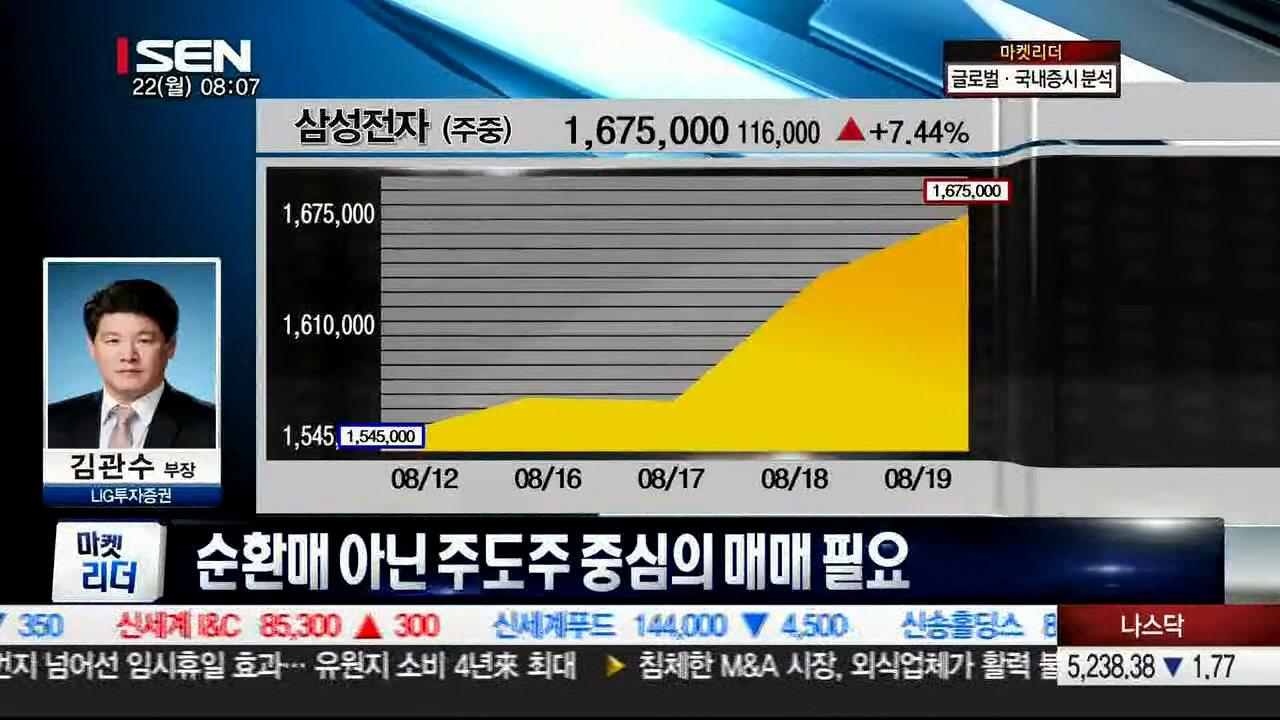 SEN
22(월) 08:07
마켓리더
글로벌 · 국내증시 분석
삼성전자 (주중) 1,675,000 116,000 ▲+7.44%
1,675,000
1,675,000
1,610,000
1,545,
1,545,000
08/12 08/16 08/17 08/18 08/19
김관수 부장
LIG투자증권
마켓
리더
순환매 아닌 주도주 중심의 매매 필요
▼ 350 신세계 I&C 85,300 ▲ 300 신세계푸드 144,000 ▼ 4,500 신송홀딩스 8
나스닥
넘어선 임시휴일 효과… 유원지 소비 4년來 최대 ▶ 침체한 M&A 시장, 외식업체가 활력
5,238.38 ▼ 1.77